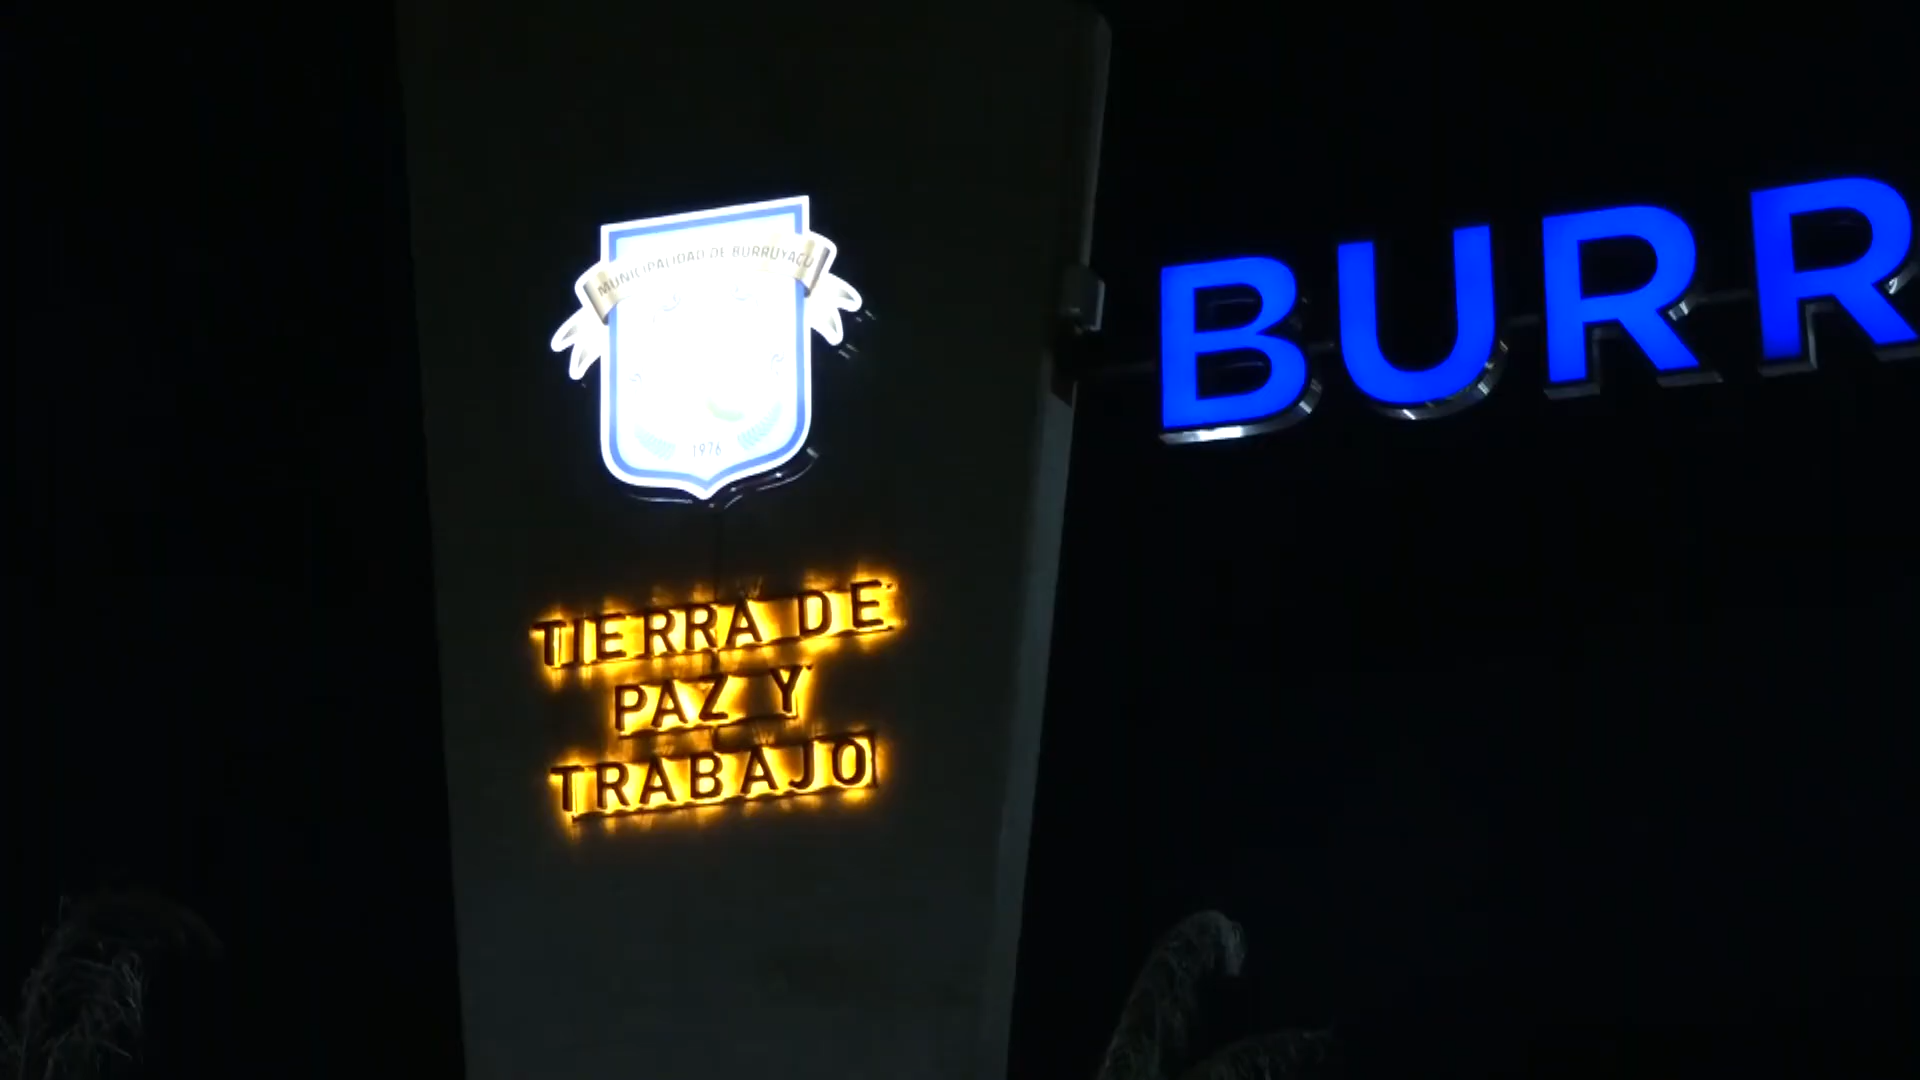 MUNICIPALIDAD DE BURRUYACU
1976
TIERRA DE
PAZ Y
TRABAJO
BURR